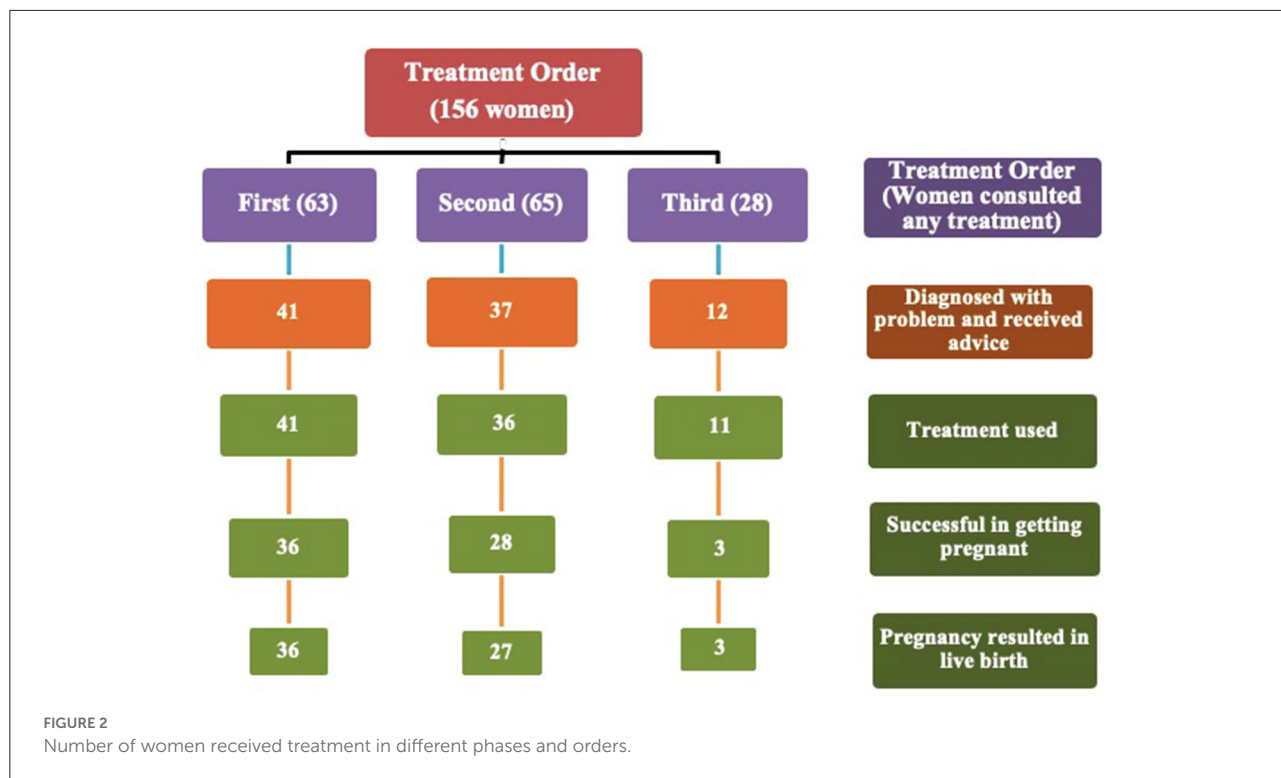 Treatment Order
(156 women)
First (63)
Second (65)
Third (28)
Treatment Order
(Women consulted
any treatment)
41
37
12
Diagnosed with
problem and received
advice
41
36
11
Treatment used
36
28
3
Successful in getting
pregnant
36
27
3
Pregnancy resulted in
live birth
FIGURE 2
Number of women received treatment in different phases and orders.